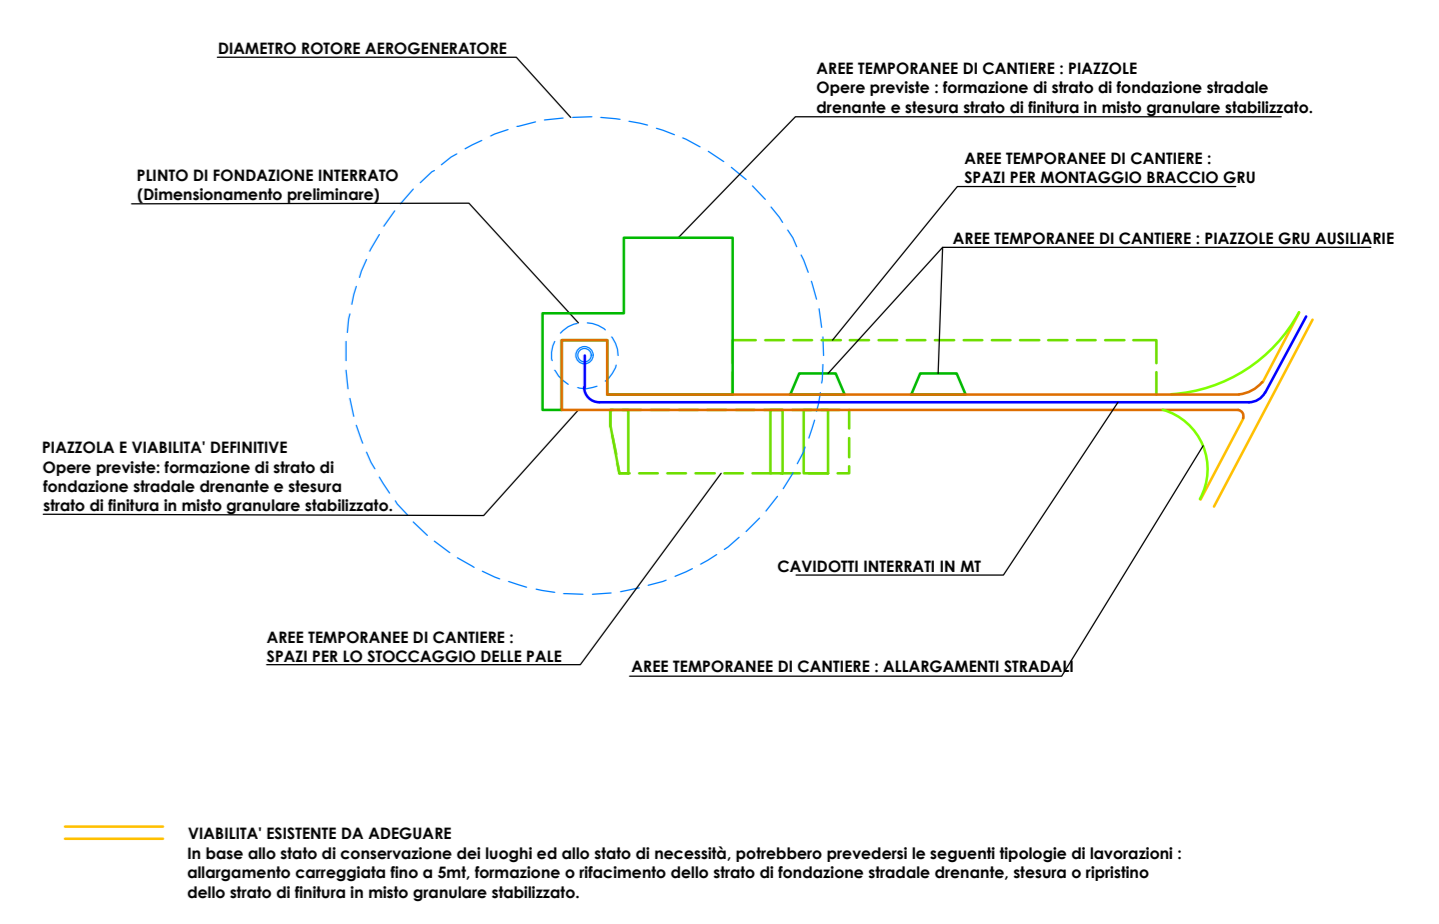 DIAMETRO ROTORE AEROGENERATORE
AREE TEMPORANEE DI CANTIERE : PIAZZOLE
Opere previste : formazione di strato di fondazione stradale
drenante e stesura strato di finitura in misto granulare stabilizzato.
AREE TEMPORANEE DI CANTIERE :
SPAZI PER MONTAGGIO BRACCIO GRU
PLINTO DI FONDAZIONE INTERRATO
(Dimensionamento preliminare)
AREE TEMPORANEE DI CANTIERE : PIAZZOLE GRU AUSILIARIE
PIAZZOLA E VIABILITA' DEFINITIVE
Opere previste: formazione di strato di
fondazione stradale drenante e stesura
strato di finitura in misto granulare stabilizzato.
CAVIDOTTI INTERRATI IN MT
AREE TEMPORANEE DI CANTIERE :
SPAZI PER LO STOCCAGGIO DELLE PALE
AREE TEMPORANEE DI CANTIERE : ALLARGAMENTI STRADALI
VIABILITA' ESISTENTE DA ADEGUARE
In base allo stato di conservazione dei luoghi ed allo stato di necessità, potrebbero prevedersi le seguenti tipologie di lavorazioni :
allargamento carreggiata fino a 5mt, formazione o rifacimento dello strato di fondazione stradale drenante, stesura o ripristino
dello strato di finitura in misto granulare stabilizzato.